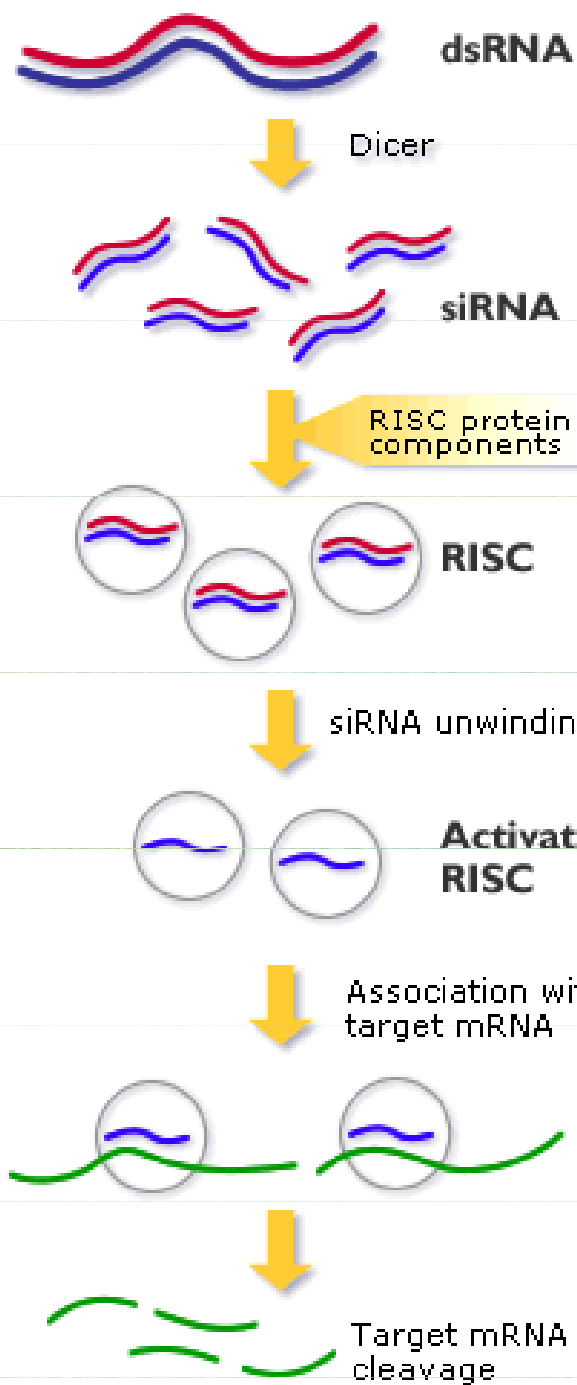 dsRNA
Dicer
siRNA
RISC protein
components
RISC
siRNA unwindin
Activat
RISC
Association wi
target mRNA
Target mRNA
cleavage